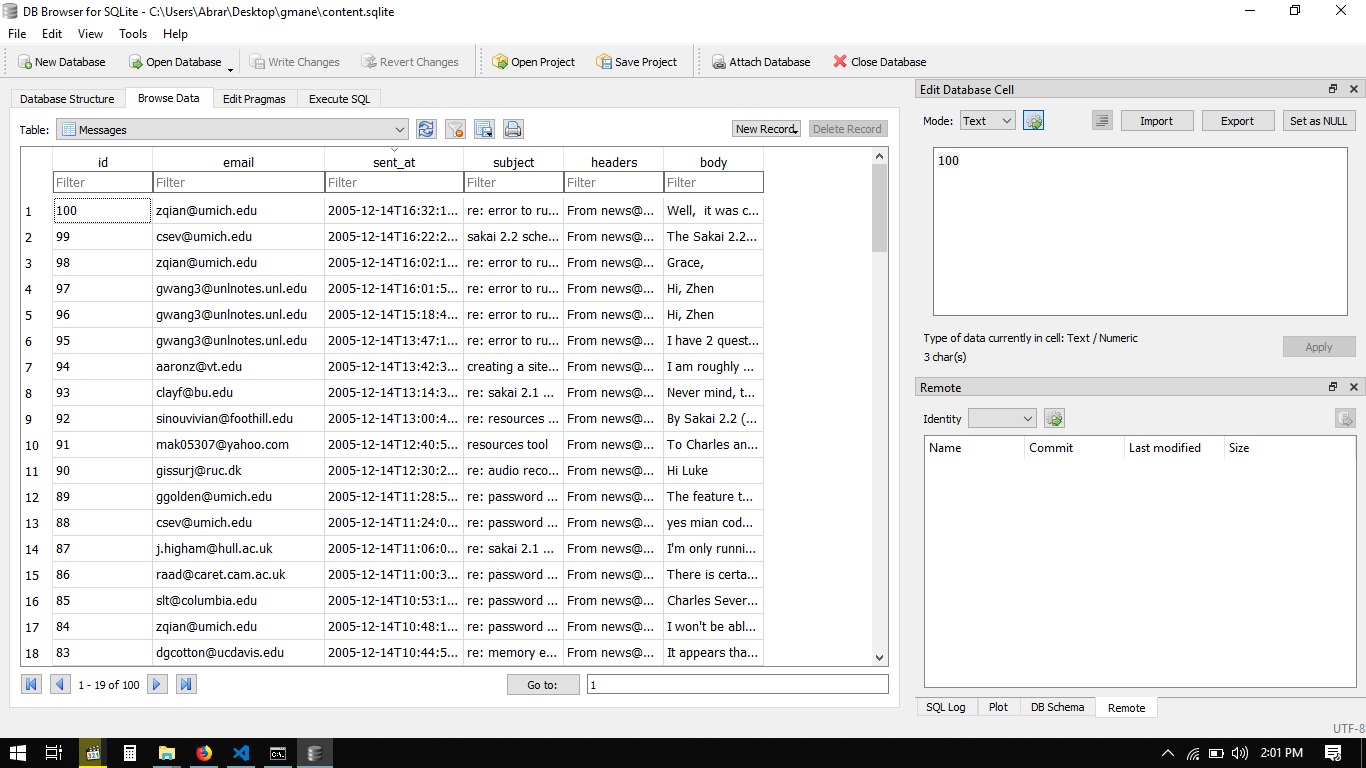 DB Browser for SQLite - C:\Users\Abrar\Desktop\gmane\content.sqlite
File Edit View Tools Help
New Database Open Database Write Changes Revert Changes Open Project Save Project Attach Database Close Database
Database Structure Browse Data Edit Pragmas Execute SQL
Table: Messages New Record Delete Record
id email sent_at subject headers body
Filter Filter Filter Filter Filter Filter
1 100 zqian@umich.edu 2005-12-14T16:32:1... re: error to ru... From news@... Well, it was c...
2 99 csev@umich.edu 2005-12-14T16:22:2... sakai 2.2 sche... From news@... The Sakai 2.2...
3 98 zqian@umich.edu 2005-12-14T16:02:1... re: error to ru... From news@... Grace,
4 97 gwang3@unlnotes.unl.edu 2005-12-14T16:01:5... re: error to ru... From news@... Hi, Zhen
5 96 gwang3@unlnotes.unl.edu 2005-12-14T15:18:4... re: error to ru... From news@... Hi, Zhen
6 95 gwang3@unlnotes.unl.edu 2005-12-14T13:47:1... re: error to ru... From news@... I have 2 quest...
7 94 aaronz@vt.edu 2005-12-14T13:42:3... creating a site... From news@... I am roughly ...
8 93 clayf@bu.edu 2005-12-14T13:14:3... re: sakai 2.1 ... From news@... Never mind, t...
9 92 sinouvivian@foothill.edu 2005-12-14T13:00:4... re: resources ... From news@... By Sakai 2.2 (...
10 91 mak05307@yahoo.com 2005-12-14T12:40:5... resources tool From news@... To Charles an...
11 90 gissurj@ruc.dk 2005-12-14T12:30:2... re: audio reco... From news@... Hi Luke
12 89 ggolden@umich.edu 2005-12-14T11:28:5... re: password ... From news@... The feature t...
13 88 csev@umich.edu 2005-12-14T11:24:0... re: password ... From news@... yes mian cod...
14 87 j.higham@hull.ac.uk 2005-12-14T11:06:0... re: sakai 2.1 ... From news@... I'm only runni...
15 86 raad@caret.cam.ac.uk 2005-12-14T11:00:3... re: password ... From news@... There is certa...
16 85 slt@columbia.edu 2005-12-14T10:53:1... re: password ... From news@... Charles Sever...
17 84 zqian@umich.edu 2005-12-14T10:48:1... re: password ... From news@... I won't be abl...
18 83 dgcotton@ucdavis.edu 2005-12-14T10:44:5... re: memory e... From news@... It appears tha...
1 - 19 of 100 Go to: 1
Edit Database Cell
Mode: Text Import Export Set as NULL
100
Type of data currently in cell: Text / Numeric
3 char(s)
Apply
Remote
Identity
Name Commit Last modified Size
SQL Log Plot DB Schema Remote
UTF-8
2:01 PM